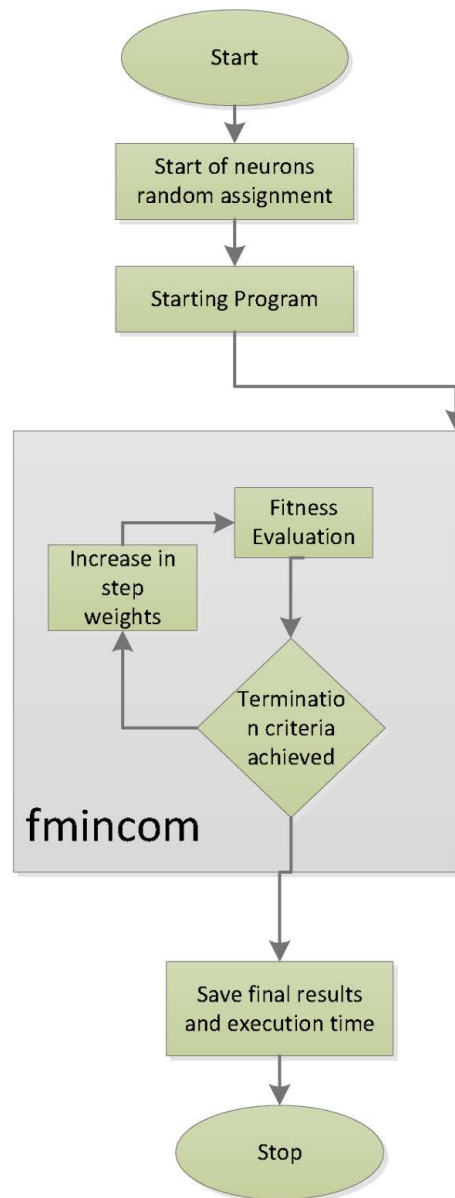 Start
Start of neurons
random assignment
Starting Program
Fitness
Evaluation
Increase in
step
weights
Terminatio
n criteria
achieved
fmincom
Save final results
and execution time
Stop